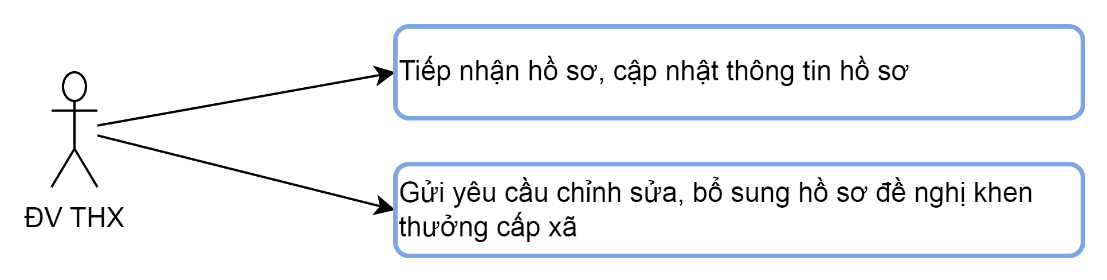 Tiếp nhận hồ sơ, cập nhật thông tin hồ sơ
Gửi yêu cầu chỉnh sửa, bổ sung hồ sơ đề nghị khen
thưởng cấp xã
ĐV THX